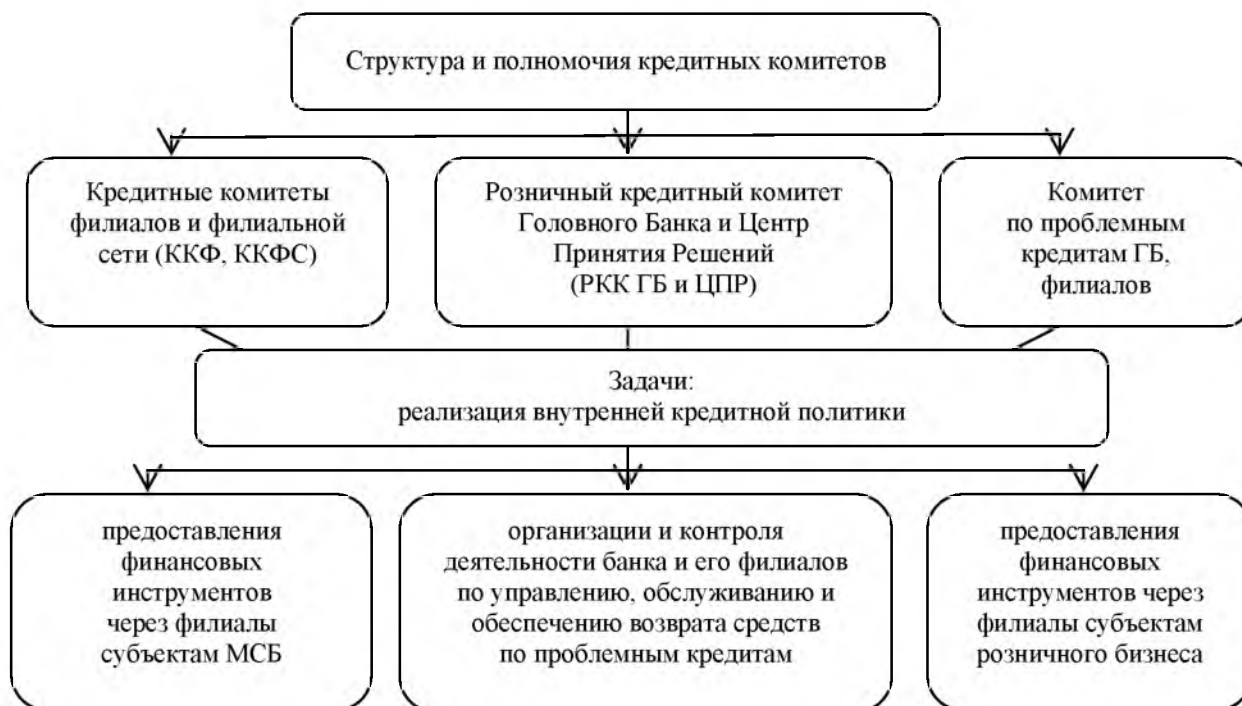 Структура и полномочия кредитных комитетов
Кредитные комитеты
филиалов и филиальной
сети (ККФ, ККФС)
Розничный кредитный комитет
Головного Банка и Центр
Принятия Решений
(РКК ГБ и ЦПР)
Комитет
по проблемным
кредитам ГБ,
филиалов
Задачи:
реализация внутренней кредитной политики
предоставления
финансовых
инструментов
через филиалы
субъектам МСБ
организации и контроля
деятельности банка и его филиалов
по управлению, обслуживанию и
обеспечению возврата средств
по проблемным кредитам
предоставления
финансовых
инструментов через
филиалы субъектам
розничного бизнеса